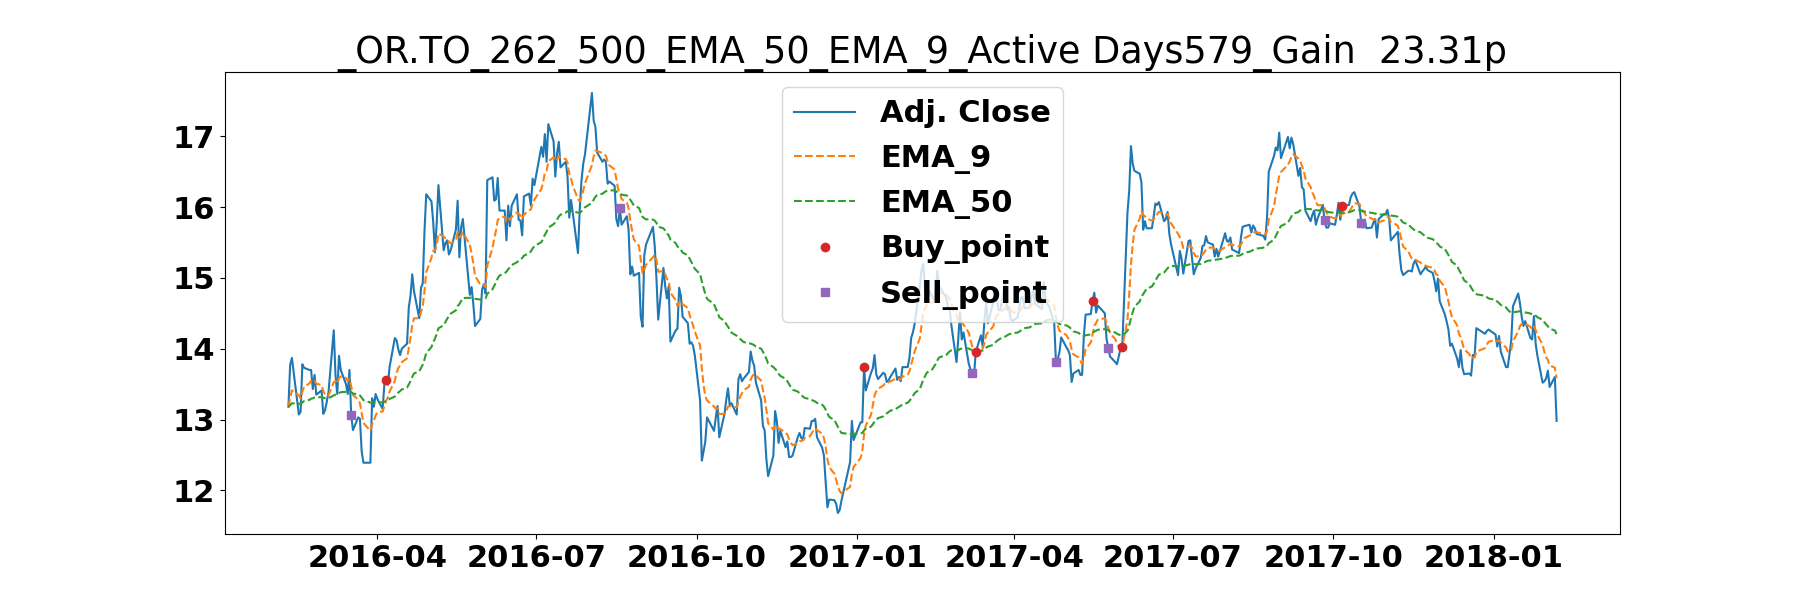 _OR.TO_262_500_EMA_50_EMA_9_Active Days579_Gain  23.31p
Adj. Close
EMA_9
EMA_50
Buy_point
Sell_point
17
16
15
14
13
12
2016-04 2016-07 2016-10 2017-01 2017-04 2017-07 2017-10 2018-01